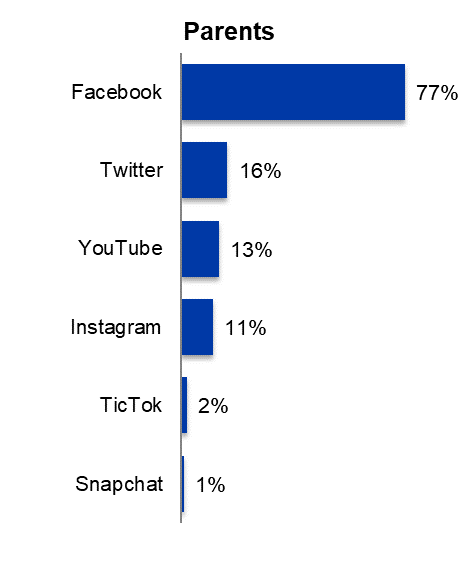 Parents
Facebook 77%
Twitter 16%
YouTube 13%
Instagram 11%
TicTok 2%
Snapchat 1%